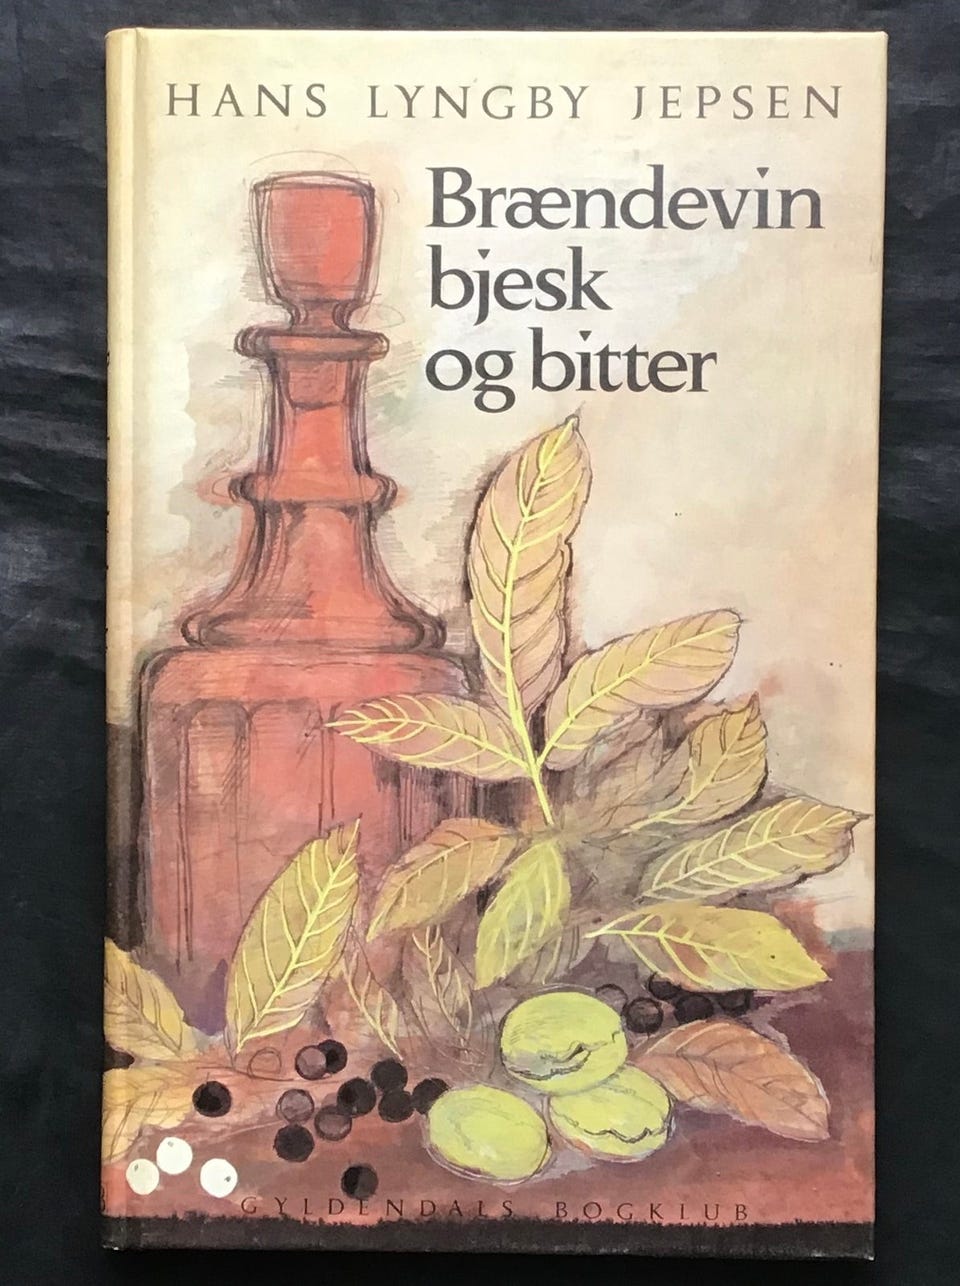 HANS LYNGBY JEPSEN
Brændevin
bjesk
og bitter
GYLDENDALS BOGKLUB